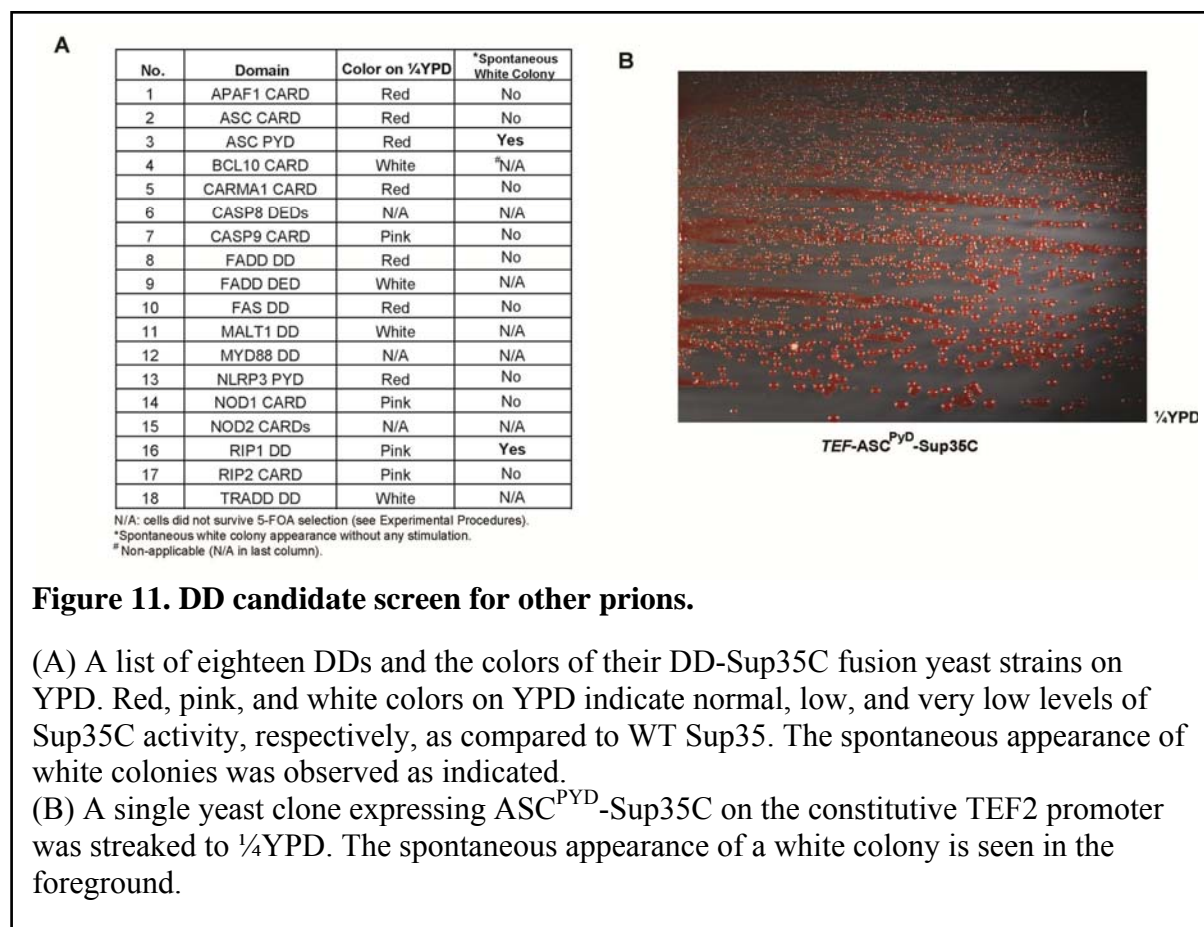 A
No. Domain Color on ¼YPD *Spontaneous White Colony
1 APAF1 CARD Red No
2 ASC CARD Red No
3 ASC PYD Red Yes
4 BCL10 CARD White #N/A
5 CARMA1 CARD Red No
6 CASP8 DEDs N/A N/A
7 CASP9 CARD Pink No
8 FADD DD Red No
9 FADD DED White N/A
10 FAS DD Red No
11 MALT1 DD White N/A
12 MYD88 DD N/A N/A
13 NLRP3 PYD Red No
14 NOD1 CARD Pink No
15 NOD2 CARDs N/A N/A
16 RIP1 DD Pink Yes
17 RIP2 CARD Pink No
18 TRADD DD White N/A
N/A: cells did not survive 5-FOA selection (see Experimental Procedures).
*Spontaneous white colony appearance without any stimulation.
#Non-applicable (N/A in last column).
B
¼YPD
TEF-ASCPyD-Sup35C
Figure 11. DD candidate screen for other prions.
(A) A list of eighteen DDs and the colors of their DD-Sup35C fusion yeast strains on
YPD. Red, pink, and white colors on YPD indicate normal, low, and very low levels of
Sup35C activity, respectively, as compared to WT Sup35. The spontaneous appearance of
white colonies was observed as indicated.
(B) A single yeast clone expressing ASCPYD-Sup35C on the constitutive TEF2 promoter
was streaked to ¼YPD. The spontaneous appearance of a white colony is seen in the
foreground.